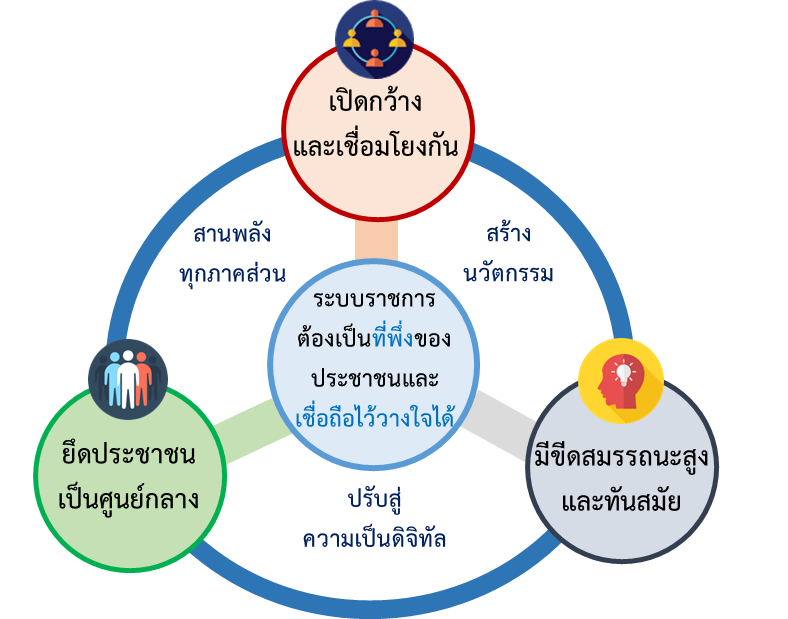 เปิดกว้าง
และเชื่อมโยงกัน
สานพลัง
ทุกภาคส่วน
สร้าง
นวัตกรรม
ระบบราชการ
ต้องเป็นที่พึ่งของ
ประชาชนและ
เชื่อถือไว้วางใจได้
ยึดประชาชน
เป็นศูนย์กลาง
มีขีดสมรรถนะสูง
และทันสมัย
ปรับสู่
ความเป็นดิจิทัล